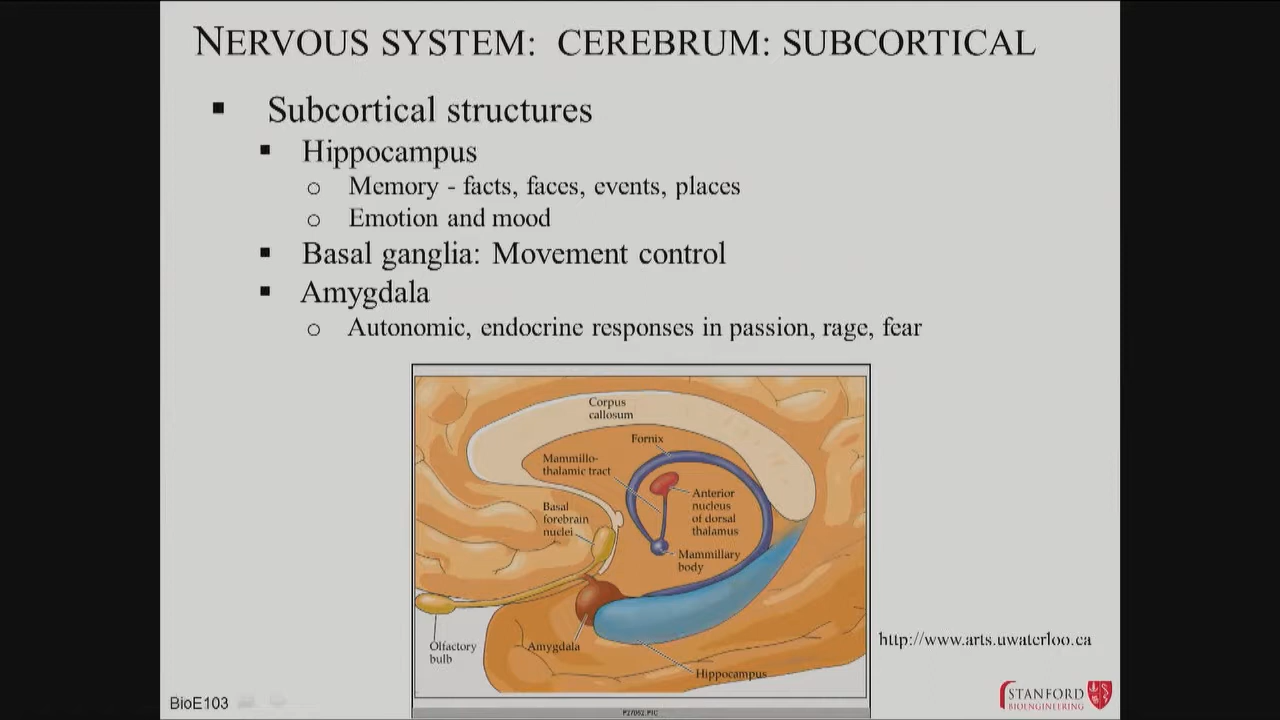 NERVOUS SYSTEM: CEREBRUM: SUBCORTICAL
▪ Subcortical structures
▪ Hippocampus
o Memory - facts, faces, events, places
o Emotion and mood
▪ Basal ganglia: Movement control
▪ Amygdala
o Autonomic, endocrine responses in passion, rage, fear
Corpus
callosum
Fornix
Mammillo-
thalamic tract
Anterior
nucleus
of dorsal
thalamus
Basal
forebrain
nuclei
Mammillary
body
Olfactory
bulb
Amygdala
Hippocampus
http://www.arts.uwaterloo.ca
BioE103
STANFORD
BIOENGINEERING